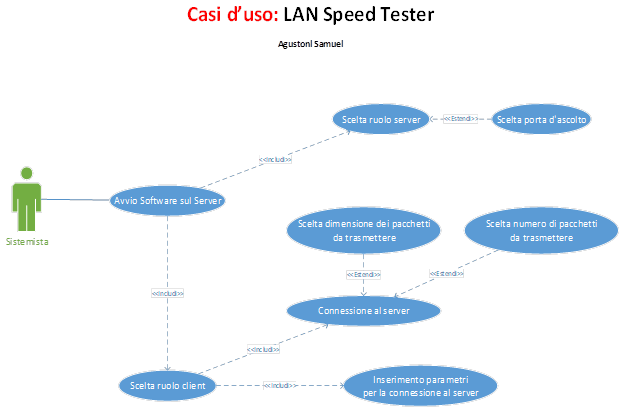 Casi d'uso: LAN Speed Tester
Agustoni Samuel
Scelta ruolo server
<<Estendi>>
Scelta porta d'ascolto
<<Includi>>
Sistemista
Avvio Software sul Server
Scelta dimensione dei pacchetti
da trasmettere
Scelta numero di pacchetti
da trasmettere
<<Estendi>>
<<Estendi>>
<<Includi>>
Connessione al server
<<Includi>>
Scelta ruolo client
<<Includi>>
Inserimento parametri
per la connessione al server